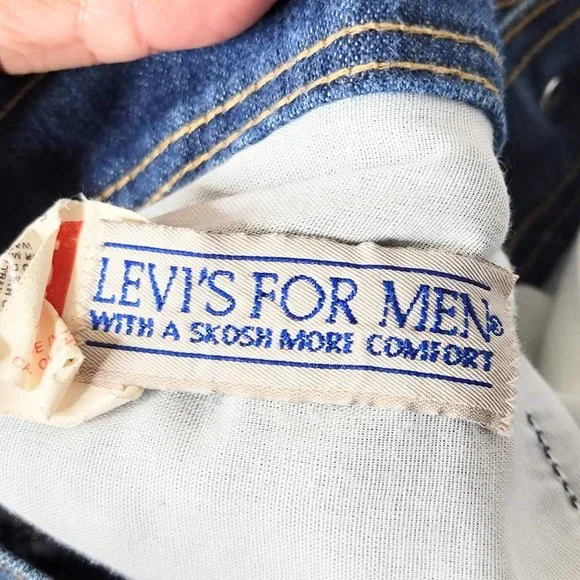 LEVI'S FOR MEN®
WITH A SKOSH MORE COMFORT